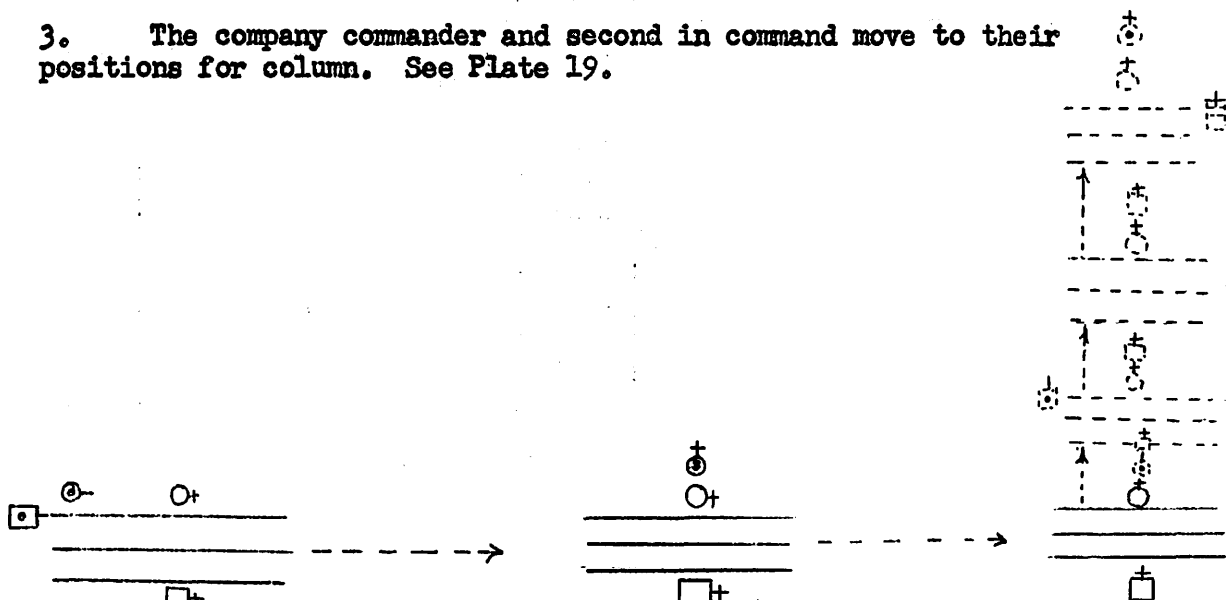 3. The company commander and second in command move to their
positions for column. See Plate 19.